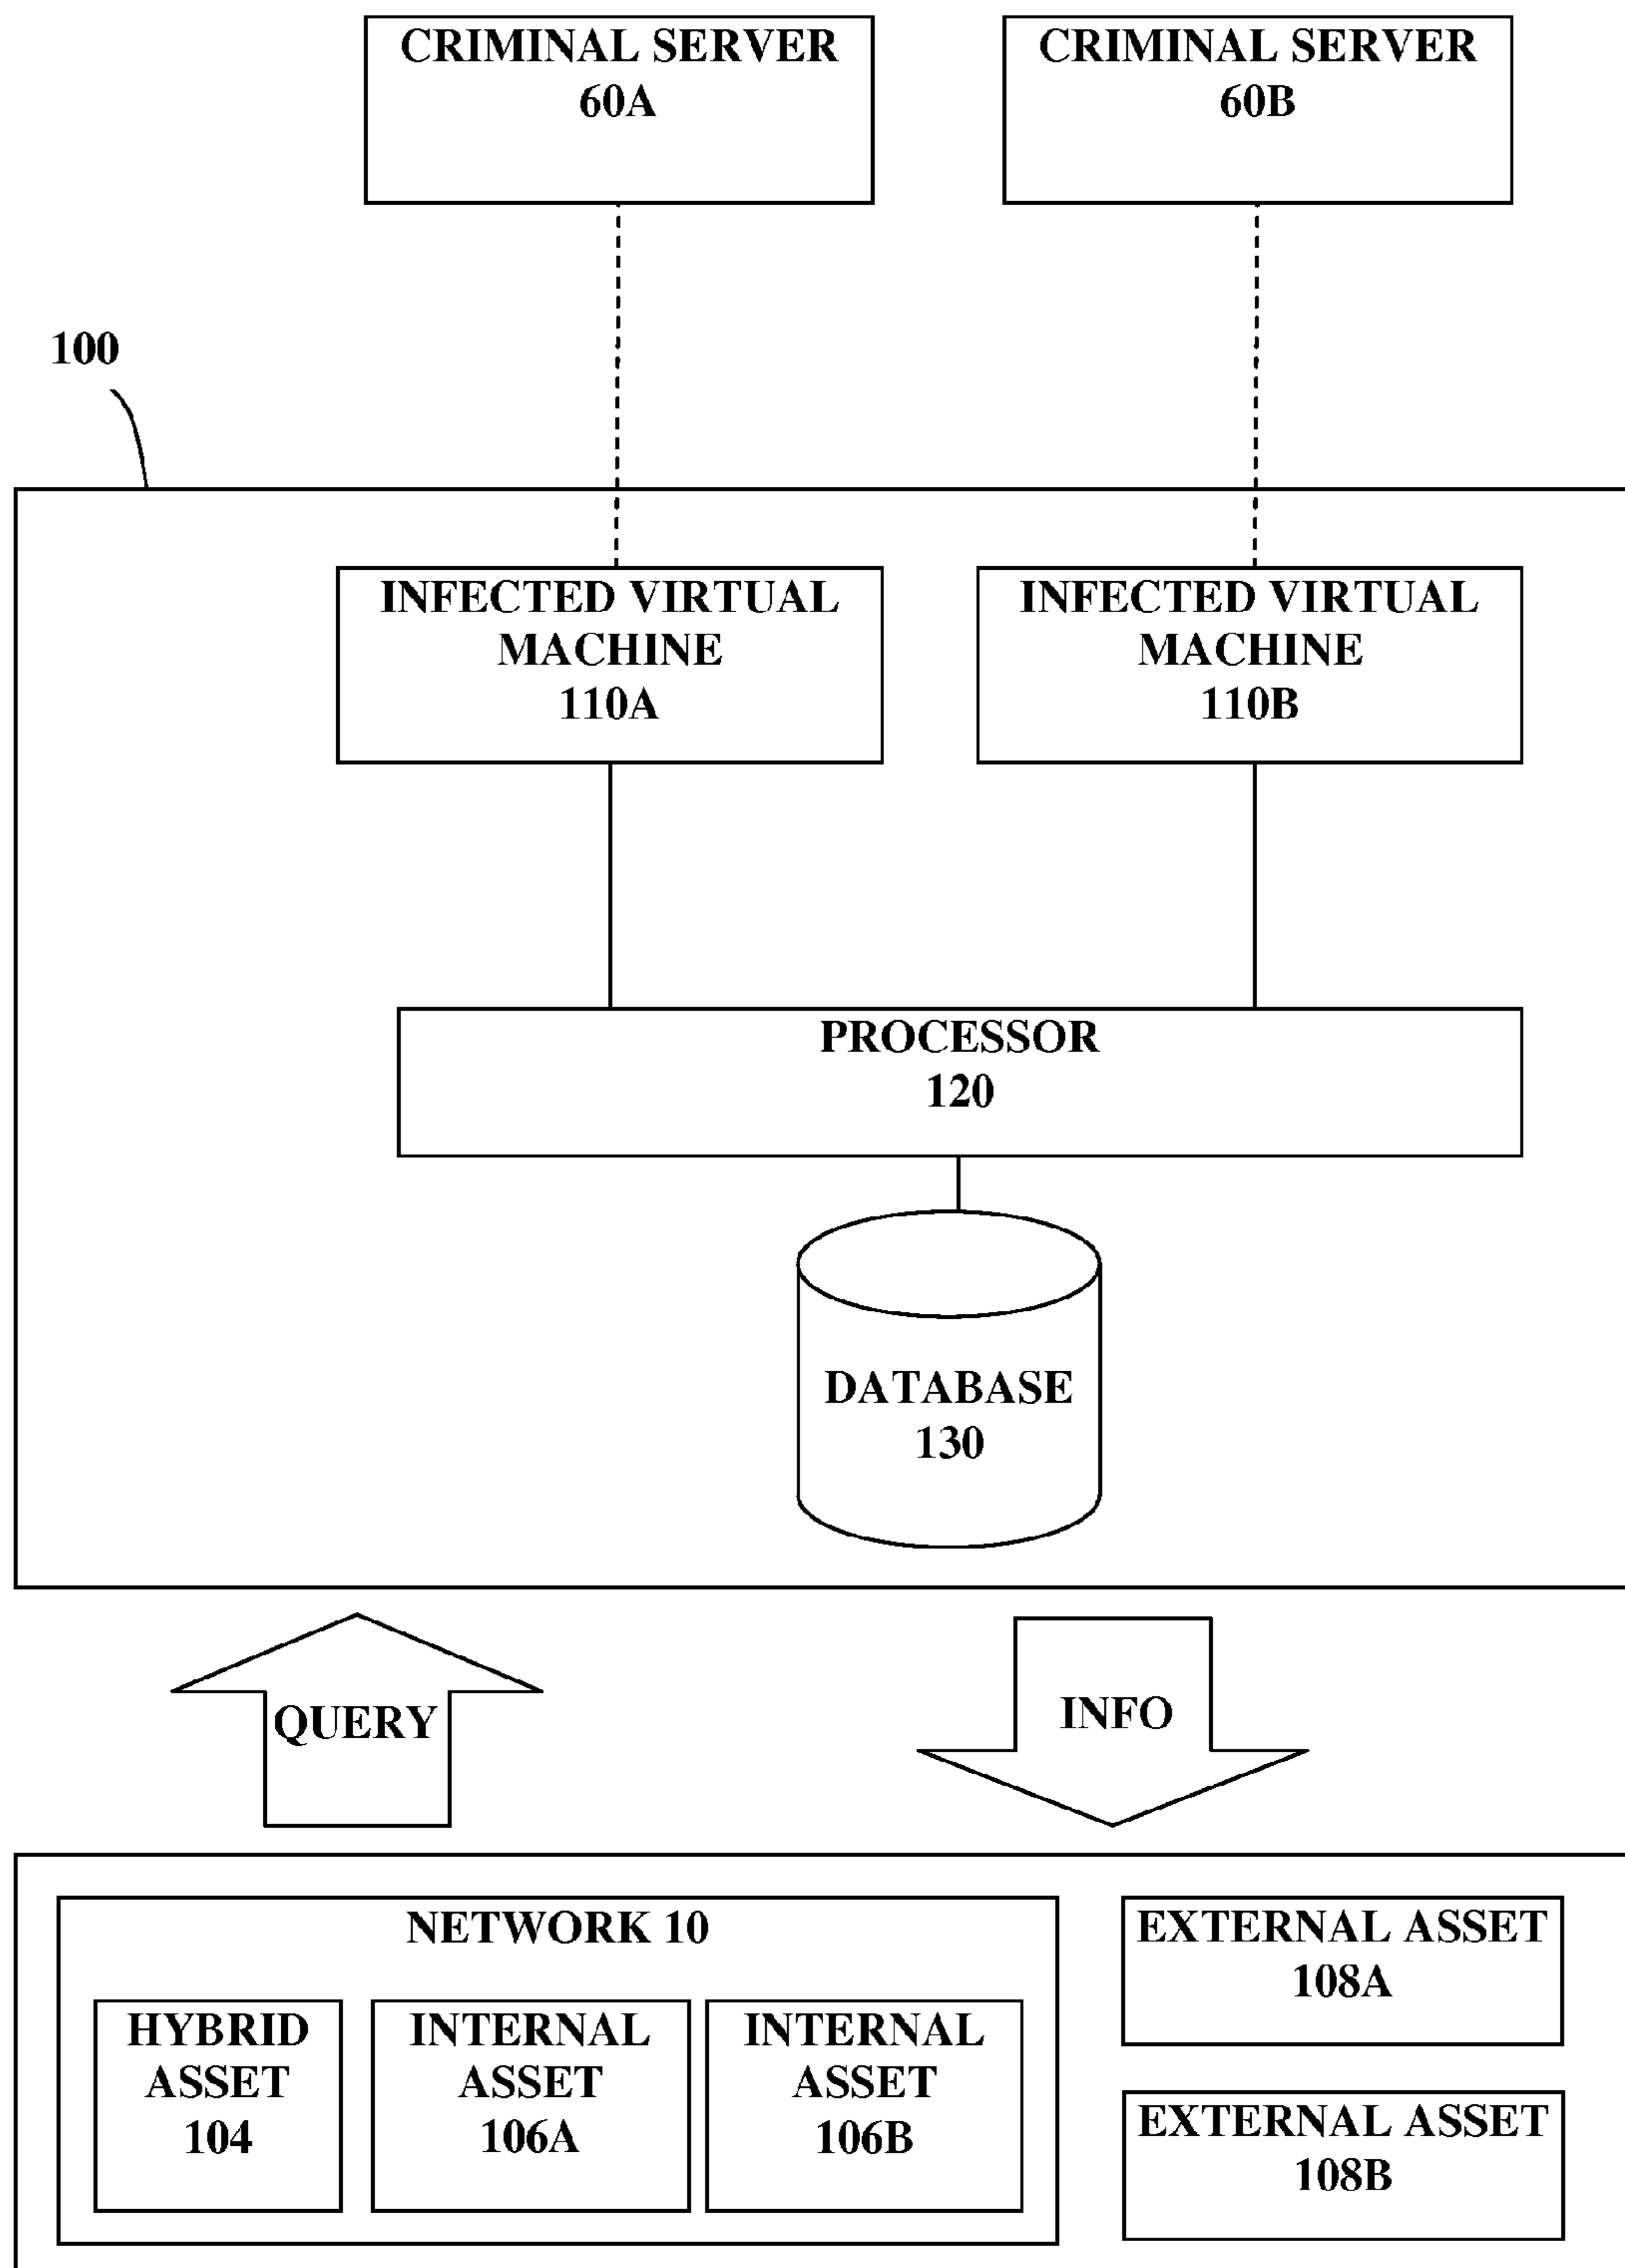 CRIMINAL SERVER
60A
CRIMINAL SERVER
60B
100
INFECTED VIRTUAL
MACHINE
110A
INFECTED VIRTUAL
MACHINE
110B
PROCESSOR
120
DATABASE
130
QUERY
INFO
NETWORK 10
HYBRID
ASSET
104
INTERNAL
ASSET
106A
INTERNAL
ASSET
106B
EXTERNAL ASSET
108A
EXTERNAL ASSET
108B